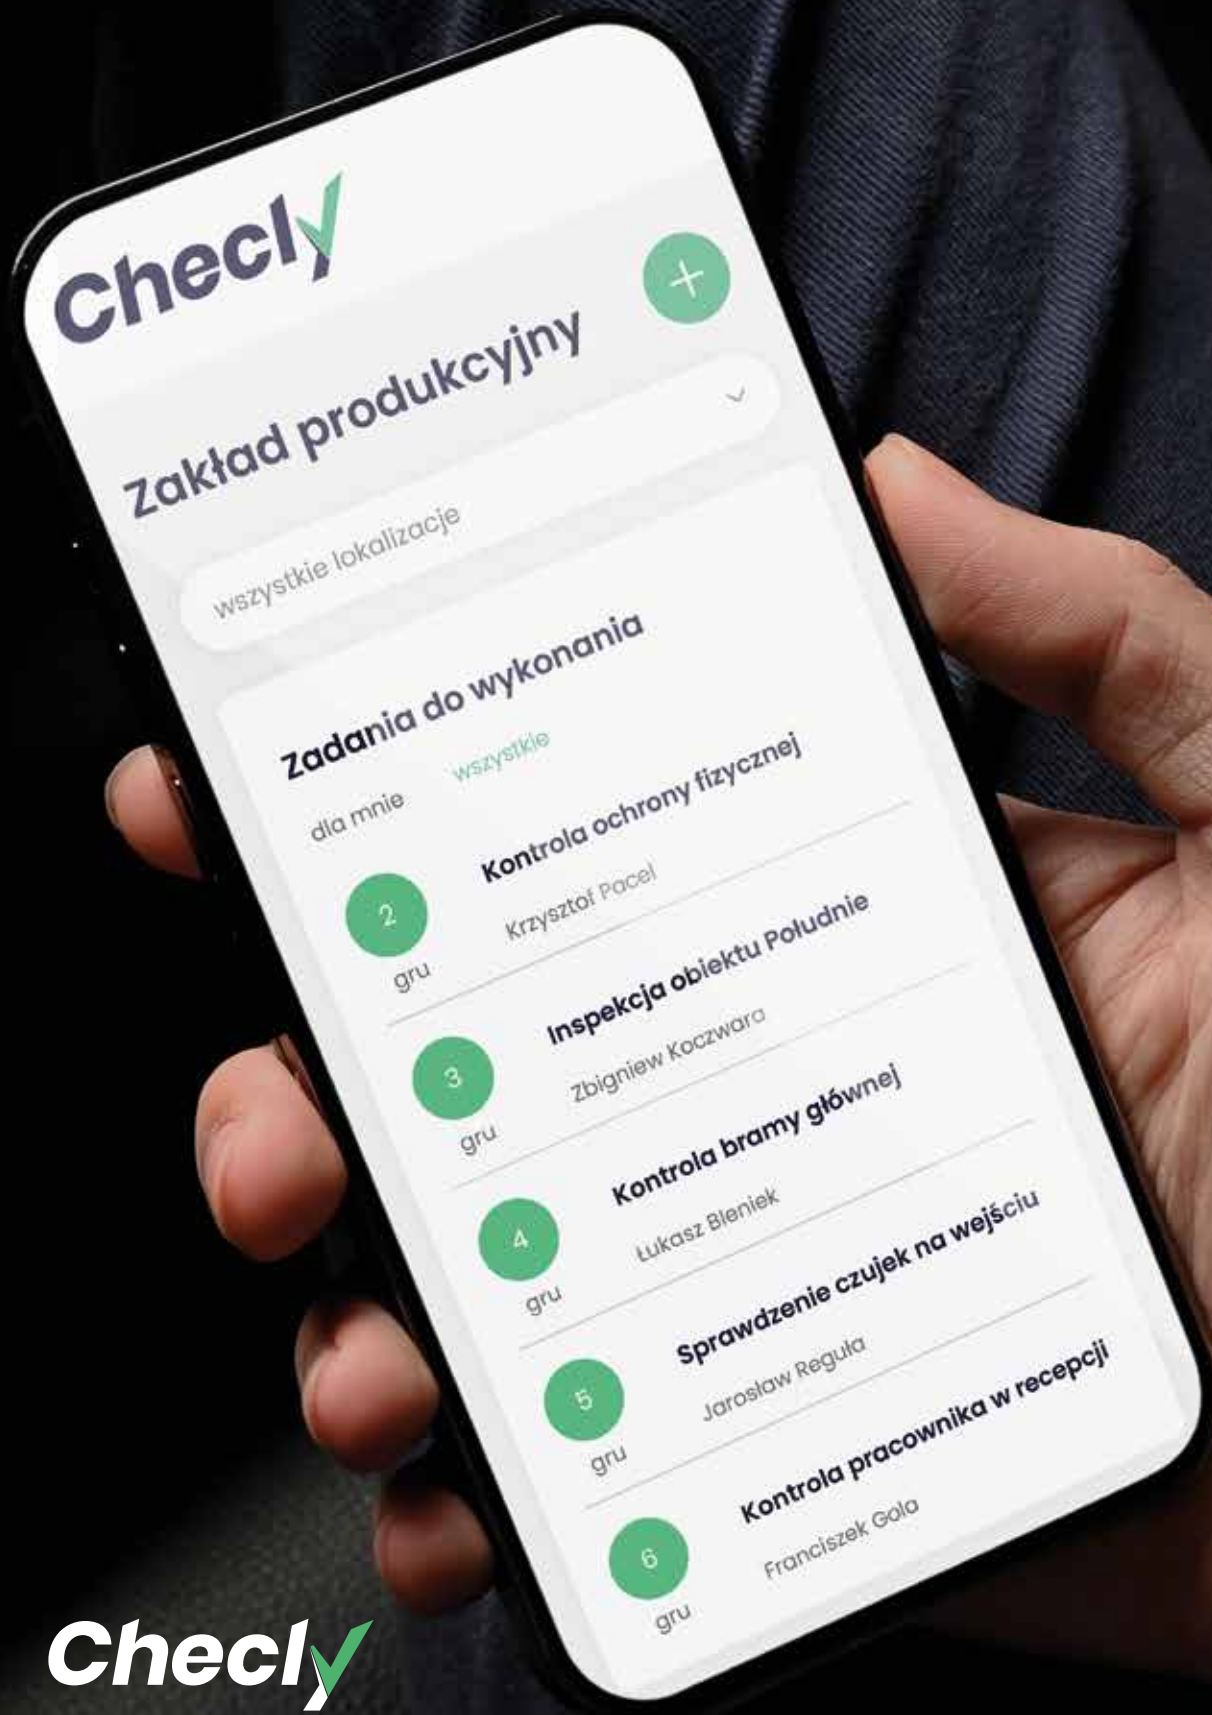 Checly
Zakład produkcyjny
+
wszystkie lokalizacje
Zadania do wykonania
dla mnie wszystkie
2 gru
Kontrola ochrony fizycznej
Krzysztof Pacel
3 gru
Inspekcja obiektu Południe
Zbigniew Koczwara
4 gru
Kontrola bramy głównej
Łukasz Bieniek
5 gru
Sprawdzenie czujek na wejściu
Jarosław Reguła
6 gru
Kontrola pracownika w recepcji
Franciszek Gola
Checly